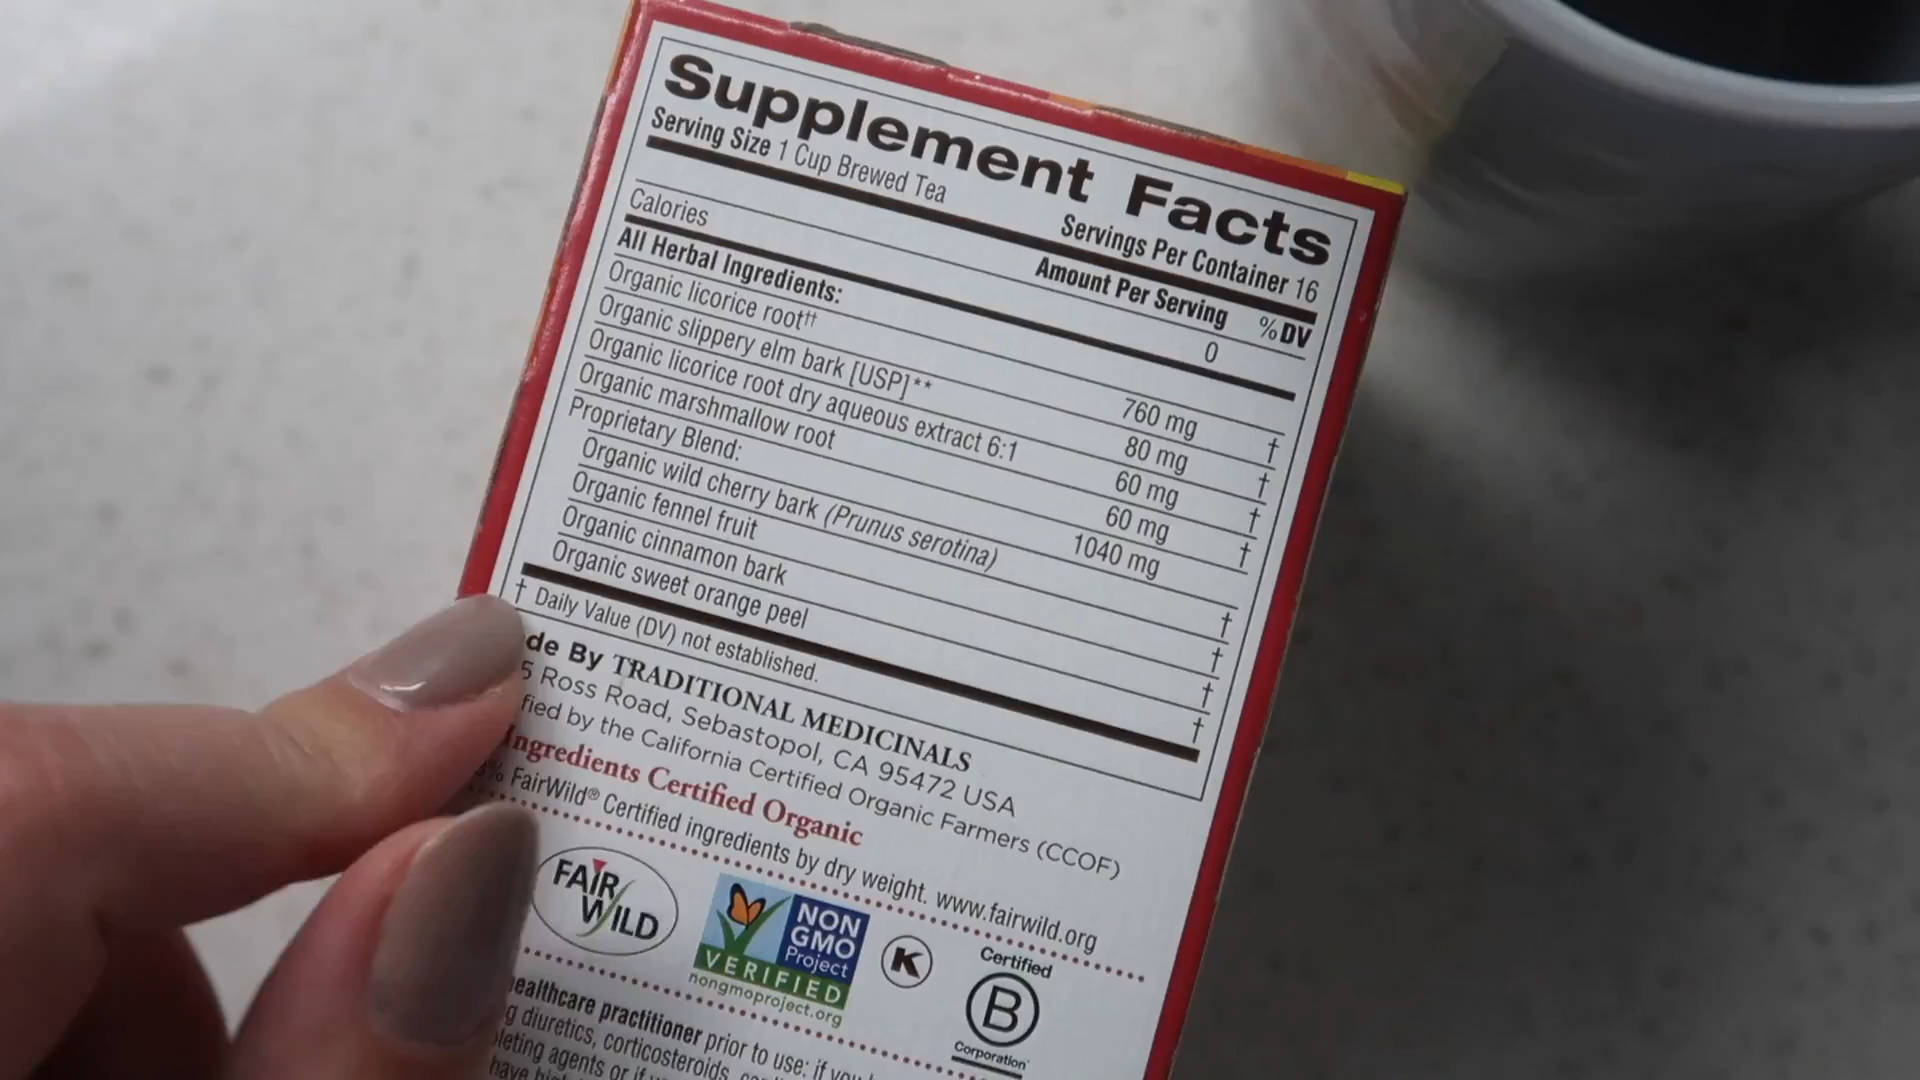 Supplement Facts
Serving Size 1 Cup Brewed Tea Servings Per Container 16
Amount Per Serving %DV
Calories 0
All Herbal Ingredients:
Organic licorice root†† 760 mg †
Organic slippery elm bark [USP]** 80 mg †
Organic licorice root dry aqueous extract 6:1 60 mg †
Organic marshmallow root 60 mg †
Proprietary Blend: 1040 mg
Organic wild cherry bark (Prunus serotina) †
Organic fennel fruit †
Organic cinnamon bark †
Organic sweet orange peel †
† Daily Value (DV) not established.
de By TRADITIONAL MEDICINALS
5 Ross Road, Sebastopol, CA 95472 USA
fied by the California Certified Organic Farmers (CCOF)
Ingredients Certified Organic
% FairWild® Certified ingredients by dry weight. www.fairwild.org
FAIR
WILD
NON
GMO
Project
VERIFIED
nongmoproject.org
K
Certified
B
Corporation
healthcare practitioner prior to use: if you
g diuretics, corticosteroids,
leting agents or if
have